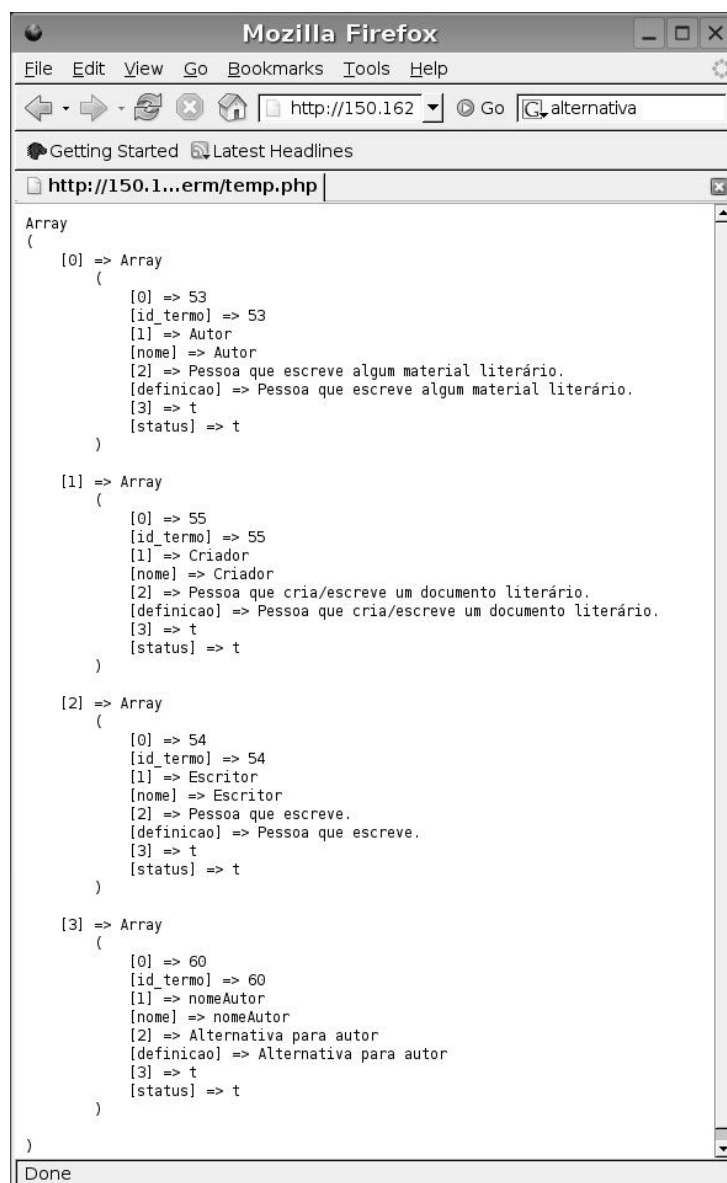 Mozilla Firefox
File Edit View Go Bookmarks Tools Help
http://150.162 Go G alternativa
Getting Started Latest Headlines
http://150.1...erm/temp.php
Array
(
[0] => Array
(
[0] => 53
[id_termo] => 53
[1] => Autor
[nome] => Autor
[2] => Pessoa que escreve algum material literário.
[definicao] => Pessoa que escreve algum material literário.
[3] => t
[status] => t
)
[1] => Array
(
[0] => 55
[id_termo] => 55
[1] => Criador
[nome] => Criador
[2] => Pessoa que cria/escreve um documento literário.
[definicao] => Pessoa que cria/escreve um documento literário.
[3] => t
[status] => t
)
[2] => Array
(
[0] => 54
[id_termo] => 54
[1] => Escritor
[nome] => Escritor
[2] => Pessoa que escreve.
[definicao] => Pessoa que escreve.
[3] => t
[status] => t
)
[3] => Array
(
[0] => 60
[id_termo] => 60
[1] => nomeAutor
[nome] => nomeAutor
[2] => Alternativa para autor
[definicao] => Alternativa para autor
[3] => t
[status] => t
)
)
Done